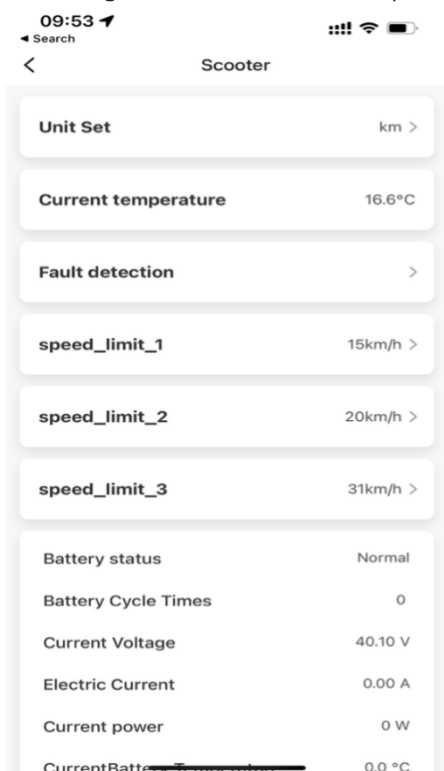 09:53
◄ Search
Scooter
Unit Set km >
Current temperature 16.6°C
Fault detection >
speed_limit_1 15km/h >
speed_limit_2 20km/h >
speed_limit_3 31km/h >
Battery status Normal
Battery Cycle Times 0
Current Voltage 40.10 V
Electric Current 0.00 A
Current power 0 W
CurrentBattery 0.0 °C